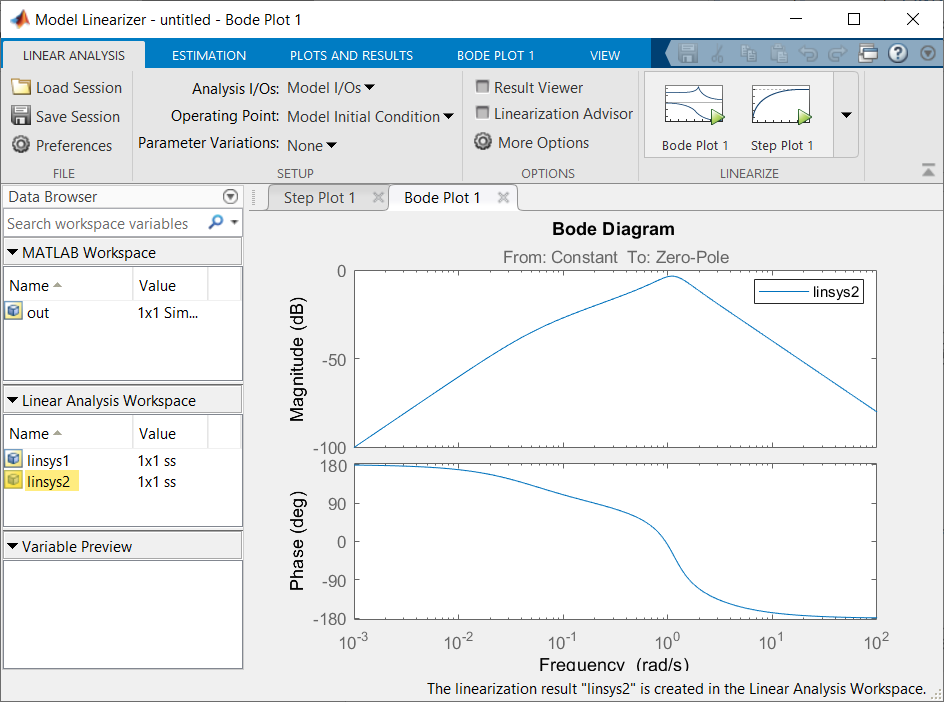 Model Linearizer - untitled - Bode Plot 1
LINEAR ANALYSIS ESTIMATION PLOTS AND RESULTS BODE PLOT 1 VIEW
Load Session
Save Session
Preferences
FILE
Analysis I/Os: Model I/Os
Operating Point: Model Initial Condition
Parameter Variations: None
SETUP
Result Viewer
Linearization Advisor
More Options
OPTIONS
Bode Plot 1 Step Plot 1
LINEARIZE
Data Browser
Search workspace variables
MATLAB Workspace
Name Value
out 1x1 Sim...
Linear Analysis Workspace
Name Value
linsys1 1x1 ss
linsys2 1x1 ss
Variable Preview
Step Plot 1 Bode Plot 1
Bode Diagram
From: Constant To: Zero-Pole
linsys2
Magnitude (dB)
0
-50
-100
Phase (deg)
180
90
0
-90
-180
10⁻³ 10⁻² 10⁻¹ 10⁰ 10¹ 10²
Frequency (rad/s)
The linearization result "linsys2" is created in the Linear Analysis Workspace.